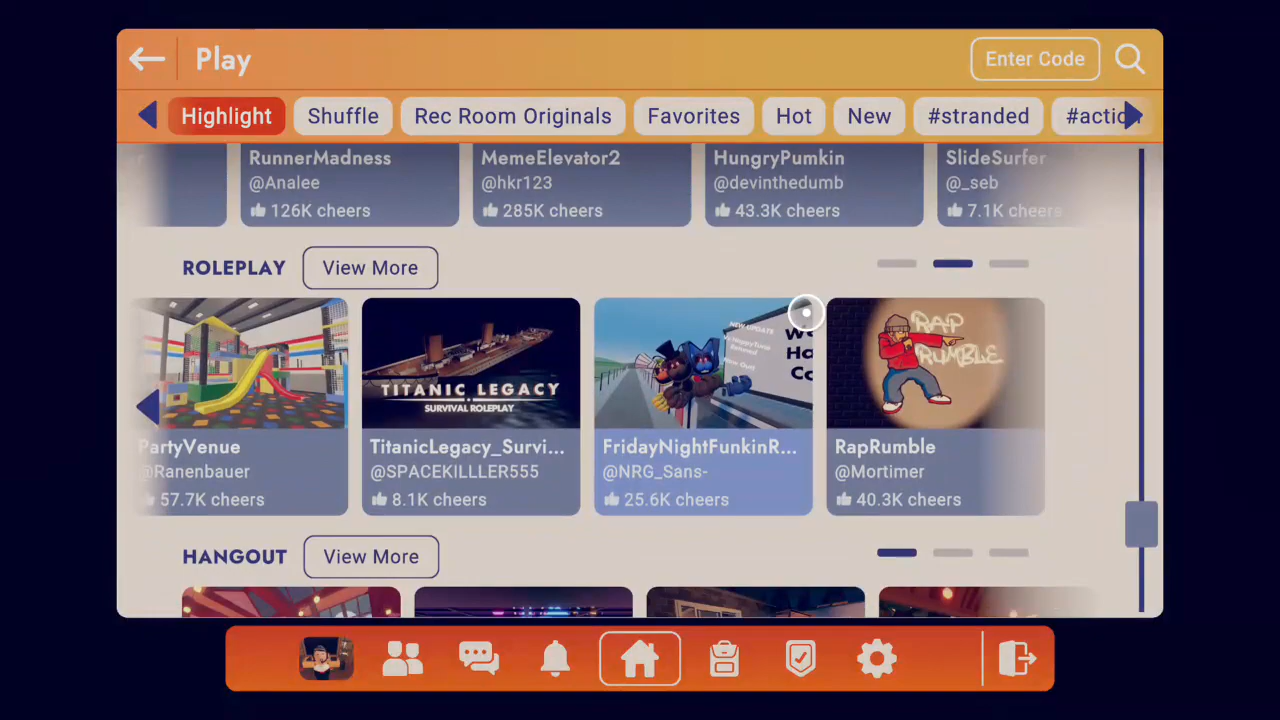 Play
Enter Code
Highlight
Shuffle
Rec Room Originals
Favorites
Hot
New
#stranded
#actio
RunnerMadness
@Analee
126K cheers
MemeElevator2
@hkr123
285K cheers
HungryPumkin
@devinthedumb
43.3K cheers
SlideSurfer
@_seb
7.1K cheers
ROLEPLAY
View More
TITANIC LEGACY
SURVIVAL ROLEPLAY
NEW UPDATE
RAP
RUMBLE
PartyVenue
@Ranenbauer
57.7K cheers
TitanicLegacy_Survi...
@SPACEKILLLER555
8.1K cheers
FridayNightFunkinR...
@NRG_Sans-
25.6K cheers
RapRumble
@Mortimer
40.3K cheers
HANGOUT
View More